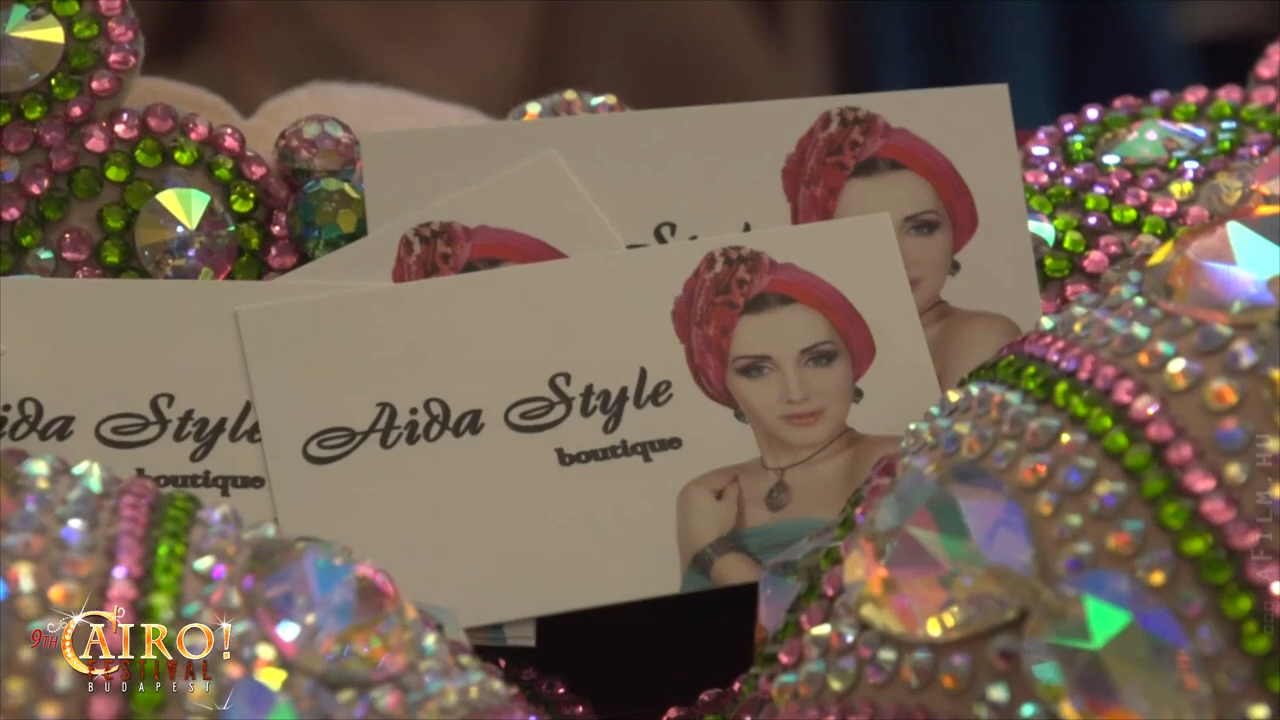 Aida Style
boutique
ida Style
boutique
9TH CAIRO!
FESTIVAL
BUDAPEST